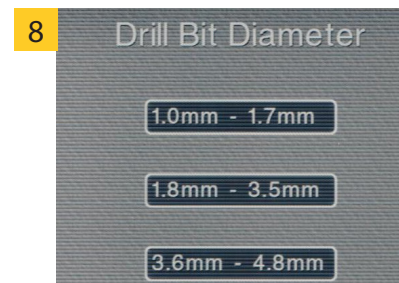 8
Drill Bit Diameter
1.0mm - 1.7mm
1.8mm - 3.5mm
3.6mm - 4.8mm